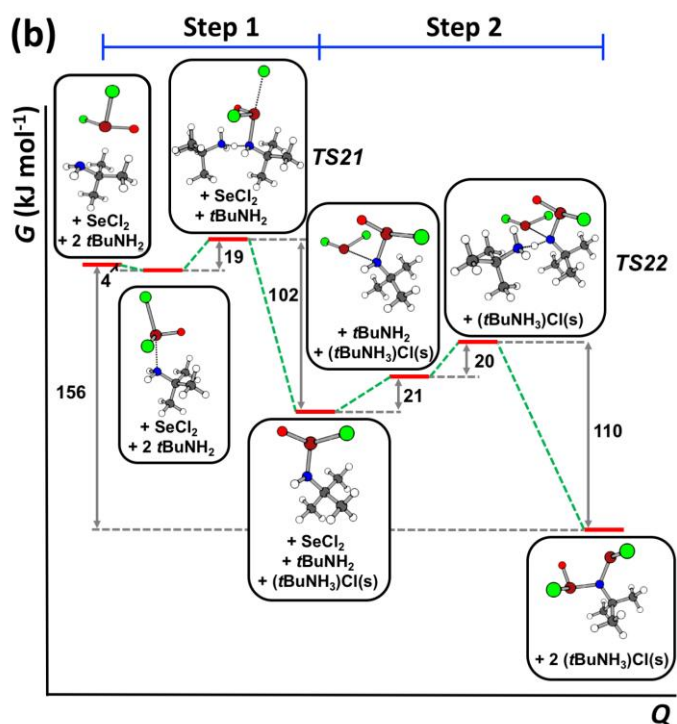 (b)
Step 1
Step 2
G (kJ mol-1)
+ SeCl2
+ 2 tBuNH2
+ SeCl2
+ tBuNH2
TS21
+ tBuNH2
+ (tBuNH3)Cl(s)
+ (tBuNH3)Cl(s)
TS22
4
19
102
20
21
156
110
+ SeCl2
+ 2 tBuNH2
+ SeCl2
+ tBuNH2
+ (tBuNH3)Cl(s)
+ 2 (tBuNH3)Cl(s)
Q